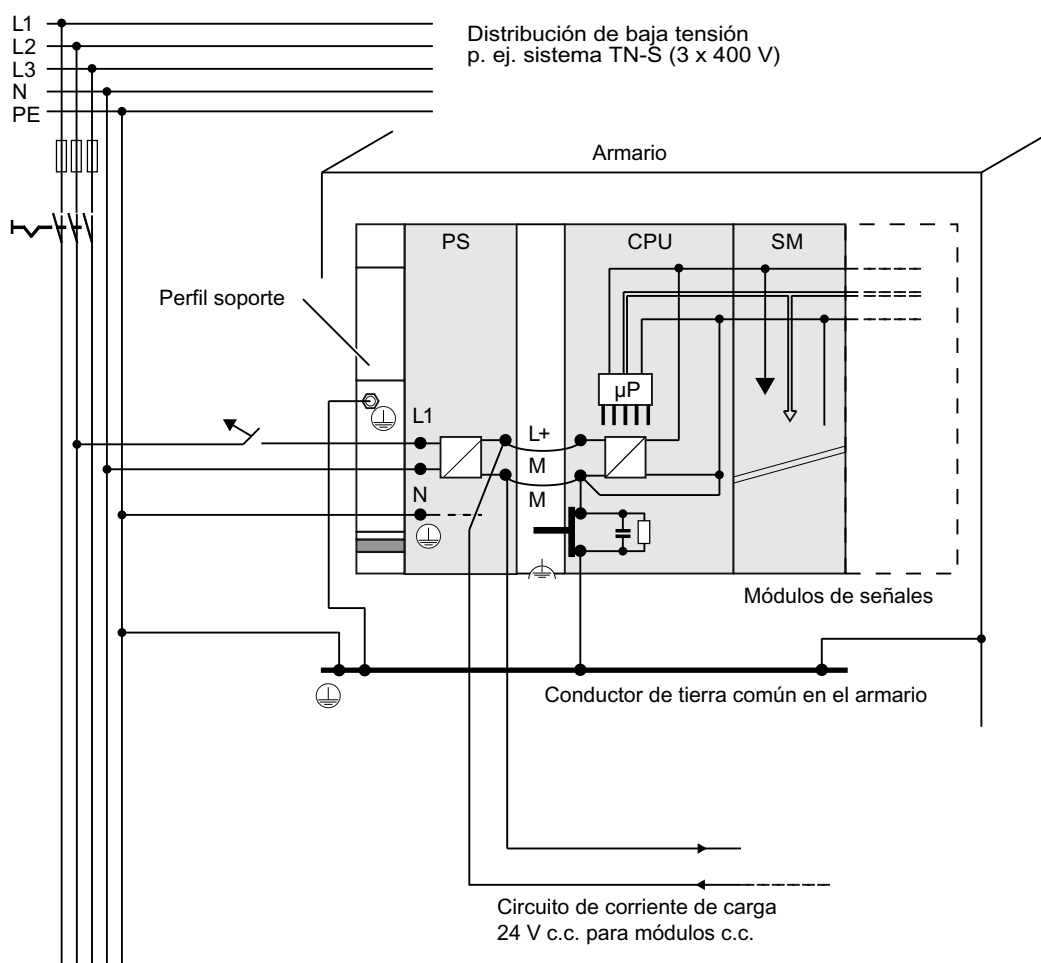 L1
L2
L3
N
PE
Distribución de baja tensión
p. ej. sistema TN-S (3 x 400 V)
Armario
PS
CPU
SM
Perfil soporte
µP
L1
L+
M
N
M
Módulos de señales
Conductor de tierra común en el armario
Circuito de corriente de carga
24 V c.c. para módulos c.c.